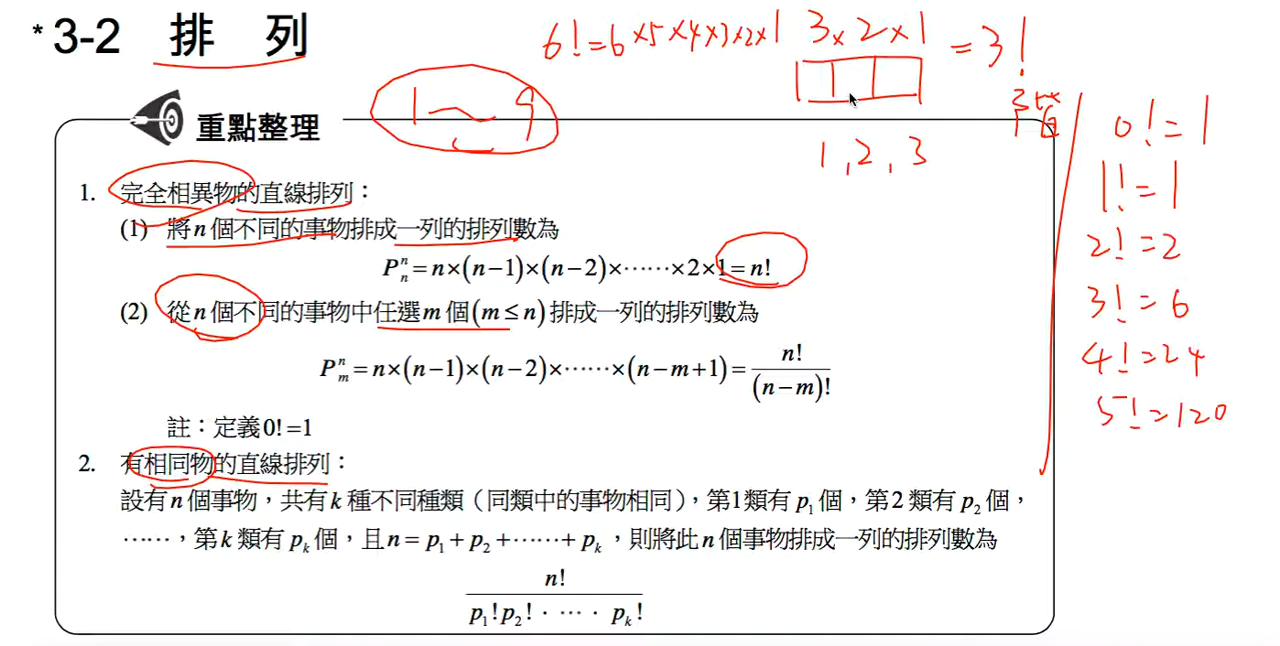 *3-2 排 列
6!=6×5×4×3×2×1
3×2×1 =3!
3階
1,2,3
1～9
0!=1
1!=1
2!=2
3!=6
4!=24
5!=120
重點整理
1. 完全相異物的直線排列：
(1) 將n個不同的事物排成一列的排列數為
Pⁿₙ=n×(n−1)×(n−2)×⋯⋯×2×1=n!
(2) 從n個不同的事物中任選m個(m≤n)排成一列的排列數為
Pⁿₘ=n×(n−1)×(n−2)×⋯⋯×(n−m+1)=n!/(n−m)!
註：定義0!=1
2. 有相同物的直線排列：
設有n個事物，共有k種不同種類（同類中的事物相同），第1類有p₁個，第2類有p₂個，
⋯⋯，第k類有pₖ個，且n=p₁+p₂+⋯⋯+pₖ，則將此n個事物排成一列的排列數為
n!/(p₁!p₂!·⋯·pₖ!)